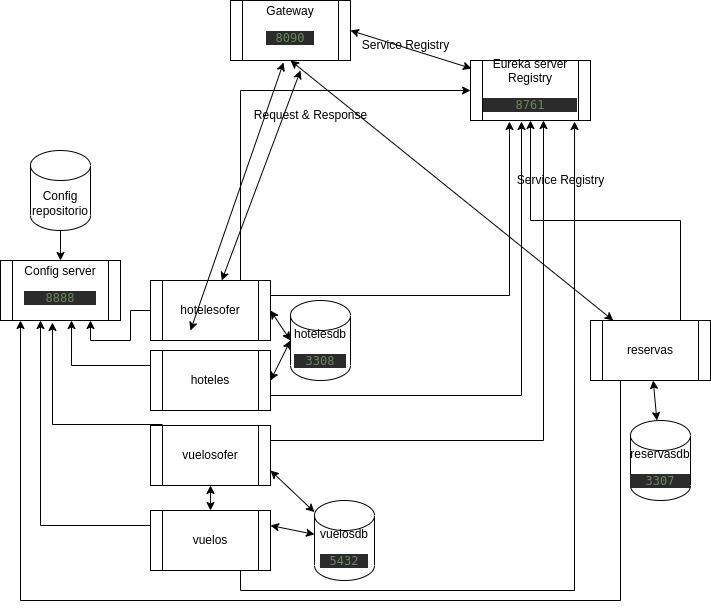 Gateway
8090
Service Registry
Eureka server
Registry
8761
Request & Response
Service Registry
Config
repositorio
Config server
8888
hotelesofer
hotelesdb
3308
hoteles
reservas
vuelosofer
reservasdb
3307
vuelos
vuelosdb
5432